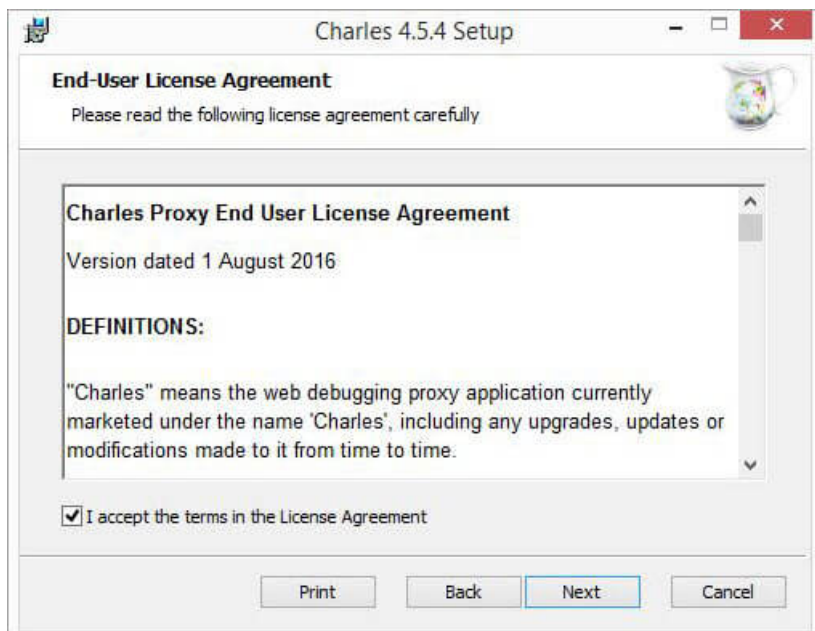 Charles 4.5.4 Setup
End-User License Agreement
Please read the following license agreement carefully
Charles Proxy End User License Agreement
Version dated 1 August 2016
DEFINITIONS:
"Charles" means the web debugging proxy application currently
marketed under the name 'Charles', including any upgrades, updates or
modifications made to it from time to time.
I accept the terms in the License Agreement
Print Back Next Cancel